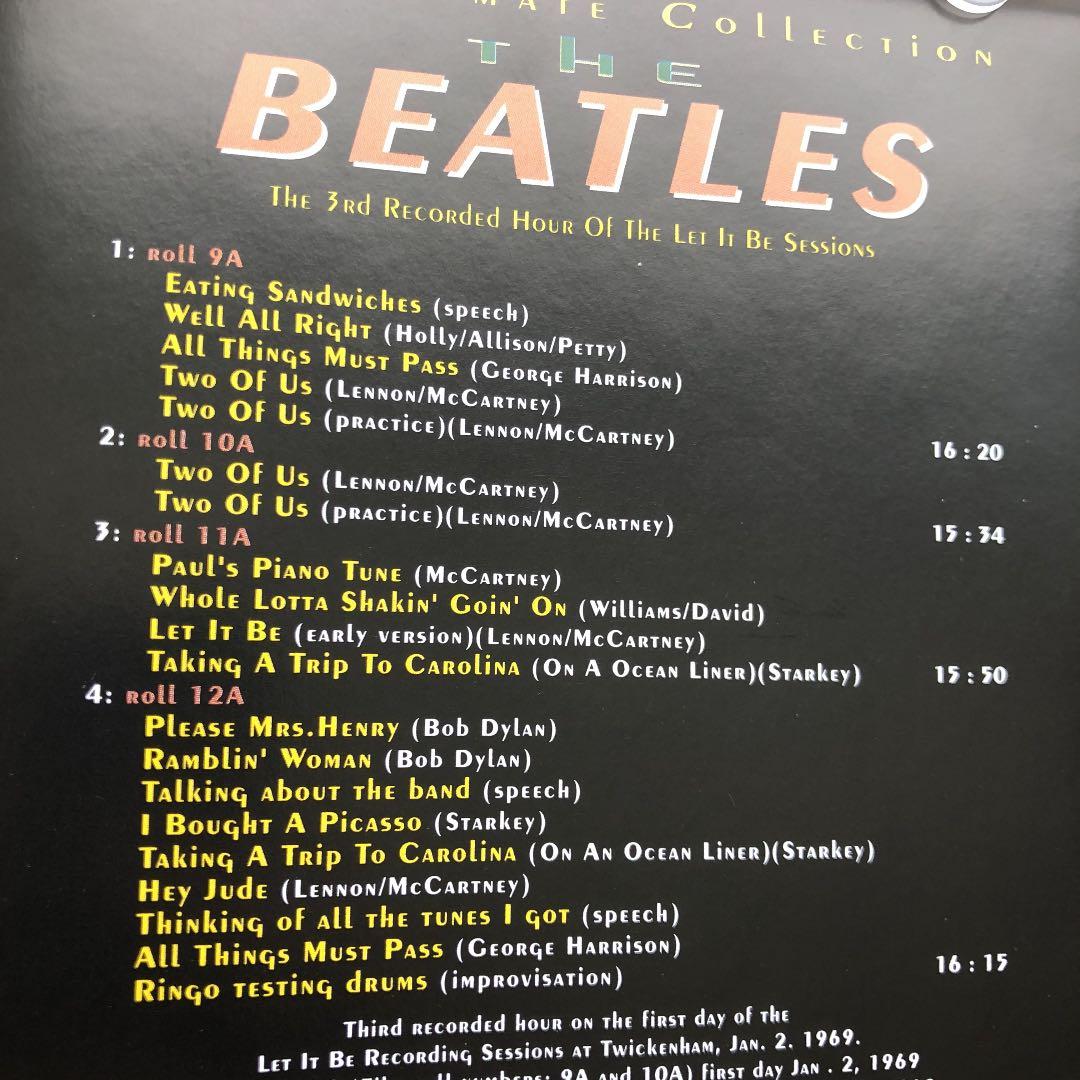 Collection
THE
BEATLES
The 3rd Recorded Hour Of The Let It Be Sessions
1: Roll 9A
Eating Sandwiches (speech)
Well All Right (Holly/Allison/Petty)
All Things Must Pass (George Harrison)
Two Of Us (Lennon/McCartney)
Two Of Us (practice)(Lennon/McCartney) 16:20
2: Roll 10A
Two Of Us (Lennon/McCartney)
Two Of Us (practice)(Lennon/McCartney) 15:34
3: Roll 11A
Paul's Piano Tune (McCartney)
Whole Lotta Shakin' Goin' On (Williams/David)
Let It Be (early version)(Lennon/McCartney)
Taking A Trip To Carolina (On A Ocean Liner)(Starkey) 15:50
4: Roll 12A
Please Mrs.Henry (Bob Dylan)
Ramblin' Woman (Bob Dylan)
Talking about the band (speech)
I Bought A Picasso (Starkey)
Taking A Trip To Carolina (On An Ocean Liner)(Starkey)
Hey Jude (Lennon/McCartney)
Thinking of all the tunes I got (speech)
All Things Must Pass (George Harrison)
Ringo testing drums (improvisation) 16:15
Third recorded hour on the first day of the
Let It Be Recording Sessions at Twickenham, Jan. 2. 1969.
numbers: 9A and 10A) first day Jan . 2, 1969